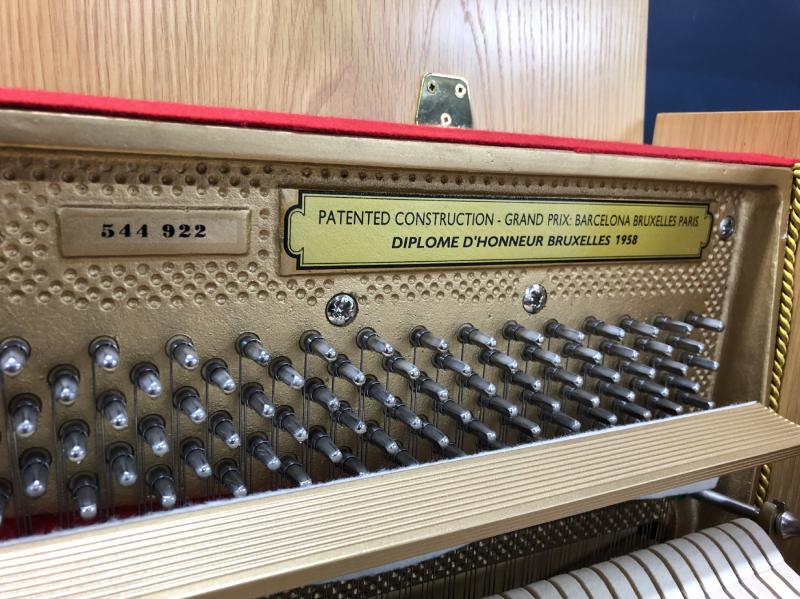 544 922
PATENTED CONSTRUCTION - GRAND PRIX: BARCELONA BRUXELLES PARIS
DIPLOME D'HONNEUR BRUXELLES 1958